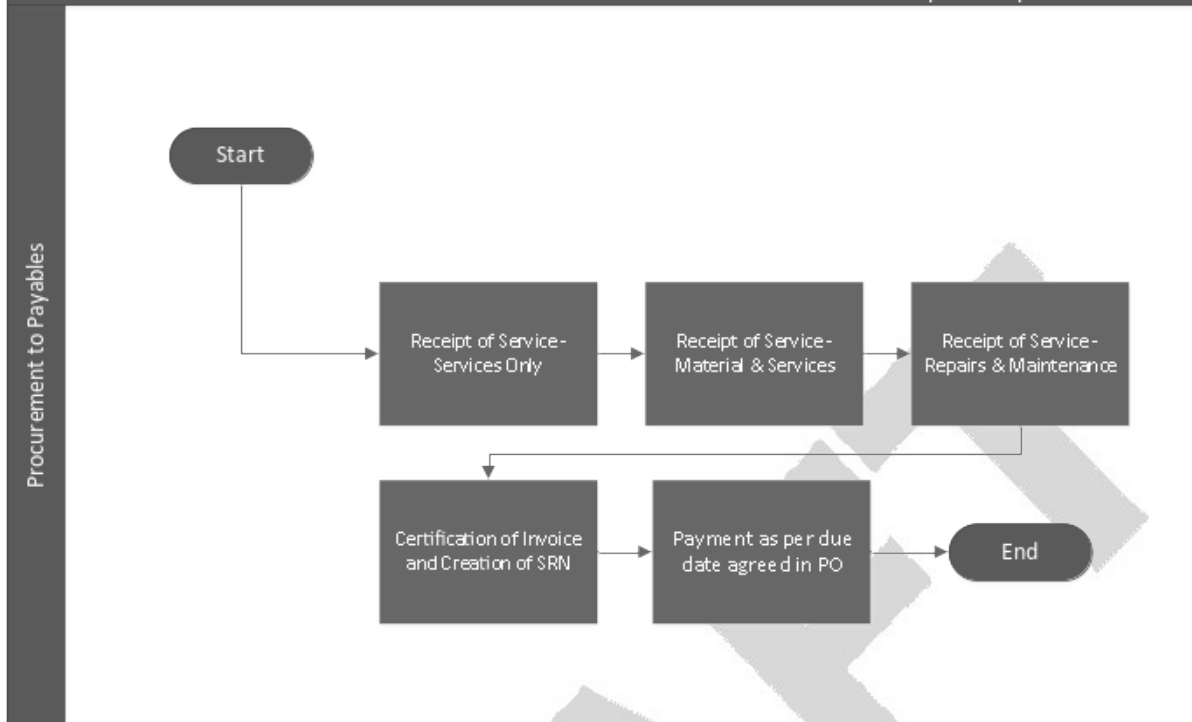 Procurement to Payables
Start
Receipt of Service-
Services Only
Receipt of Service-
Material & Services
Receipt of Service-
Repairs & Maintenance
Certification of Invoice
and Creation of SRN
Payment as per due
date agreed in PO
End